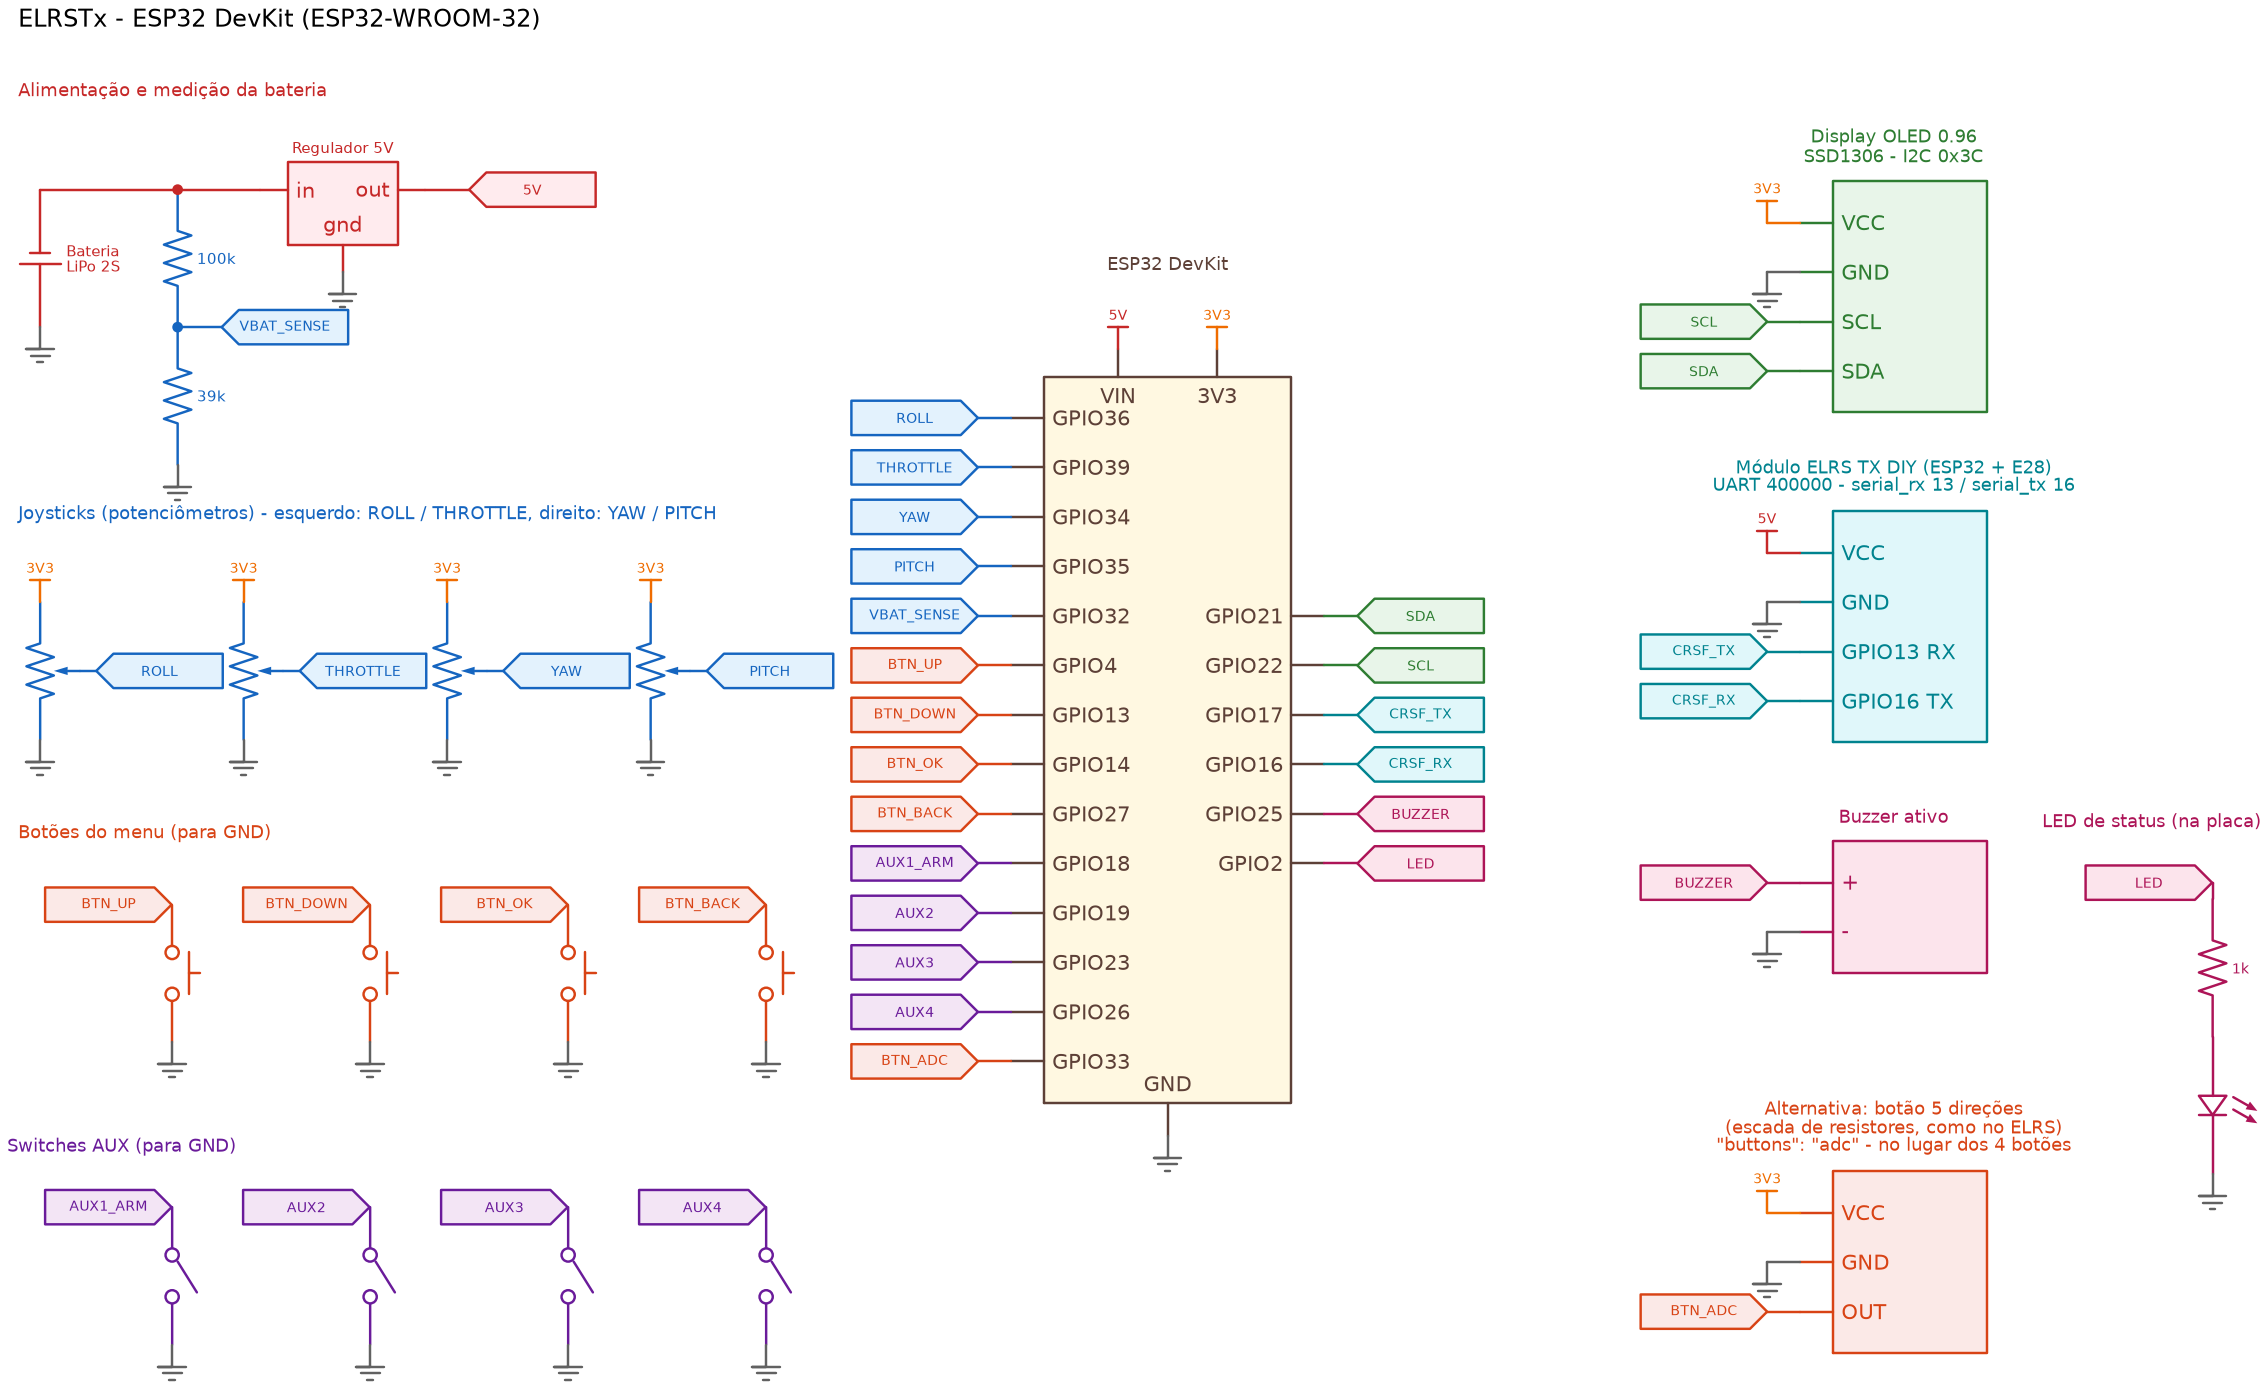 ELRSTx - ESP32 DevKit (ESP32-WROOM-32)
Alimentação e medição da bateria
Regulador 5V
in
out
gnd
5V
Bateria
LiPo 2S
100k
VBAT_SENSE
39k
Joysticks (potenciômetros) - esquerdo: ROLL / THROTTLE, direito: YAW / PITCH
3V3
3V3
3V3
3V3
ROLL
THROTTLE
YAW
PITCH
Botões do menu (para GND)
BTN_UP
BTN_DOWN
BTN_OK
BTN_BACK
Switches AUX (para GND)
AUX1_ARM
AUX2
AUX3
AUX4
ESP32 DevKit
5V
3V3
VIN
3V3
ROLL
GPIO36
THROTTLE
GPIO39
YAW
GPIO34
PITCH
GPIO35
VBAT_SENSE
GPIO32
BTN_UP
GPIO4
BTN_DOWN
GPIO13
BTN_OK
GPIO14
BTN_BACK
GPIO27
AUX1_ARM
GPIO18
AUX2
GPIO19
AUX3
GPIO23
AUX4
GPIO26
BTN_ADC
GPIO33
GND
GPIO21
SDA
GPIO22
SCL
GPIO17
CRSF_TX
GPIO16
CRSF_RX
GPIO25
BUZZER
GPIO2
LED
Display OLED 0.96
SSD1306 - I2C 0x3C
3V3
VCC
GND
SCL
SCL
SDA
SDA
Módulo ELRS TX DIY (ESP32 + E28)
UART 400000 - serial_rx 13 / serial_tx 16
5V
VCC
GND
CRSF_TX
GPIO13 RX
CRSF_RX
GPIO16 TX
Buzzer ativo
BUZZER
+
-
LED de status (na placa)
LED
1k
Alternativa: botão 5 direções
(escada de resistores, como no ELRS)
"buttons": "adc" - no lugar dos 4 botões
3V3
VCC
GND
BTN_ADC
OUT